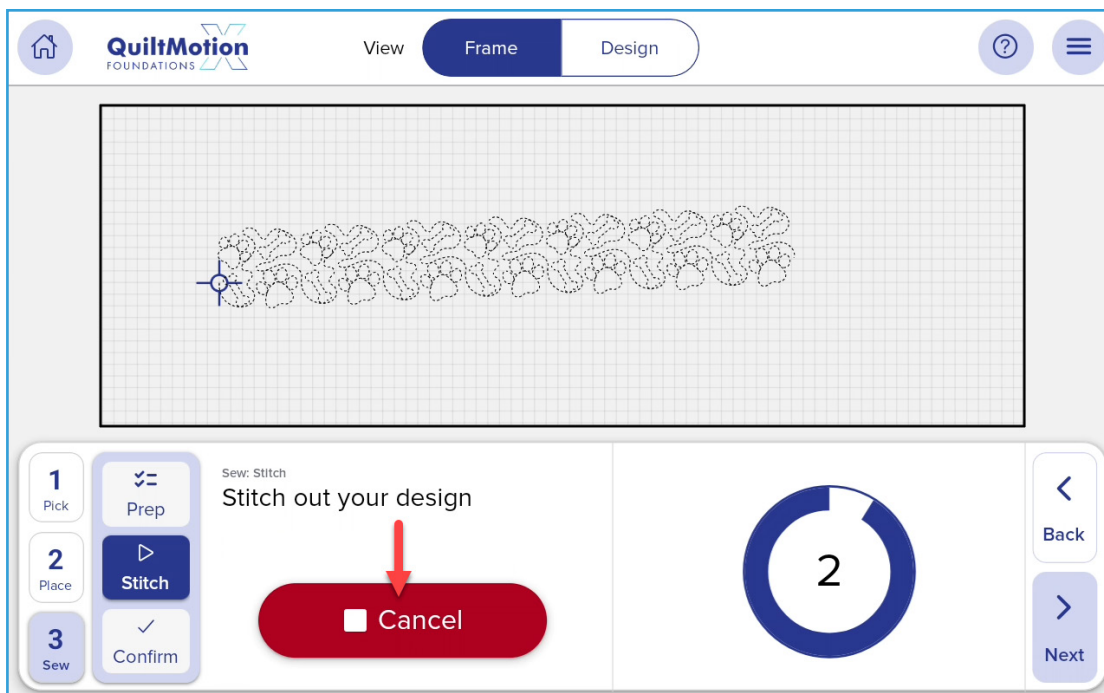 QuiltMotion
FOUNDATIONS
View
Frame
Design
?
1
Pick
2
Place
3
Sew
Prep
Stitch
Confirm
Sew: Stitch
Stitch out your design
Cancel
2
Back
Next